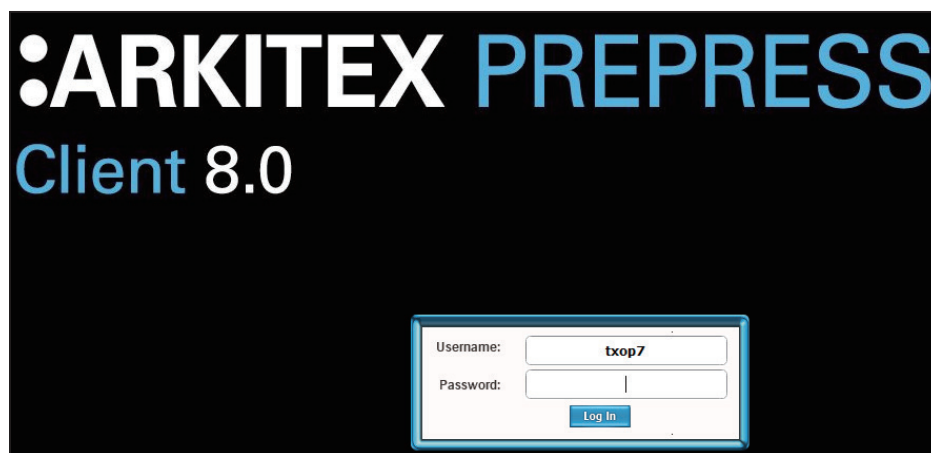 :ARKITEX PREPRESS
Client 8.0
Username: txop7
Password:
Log In